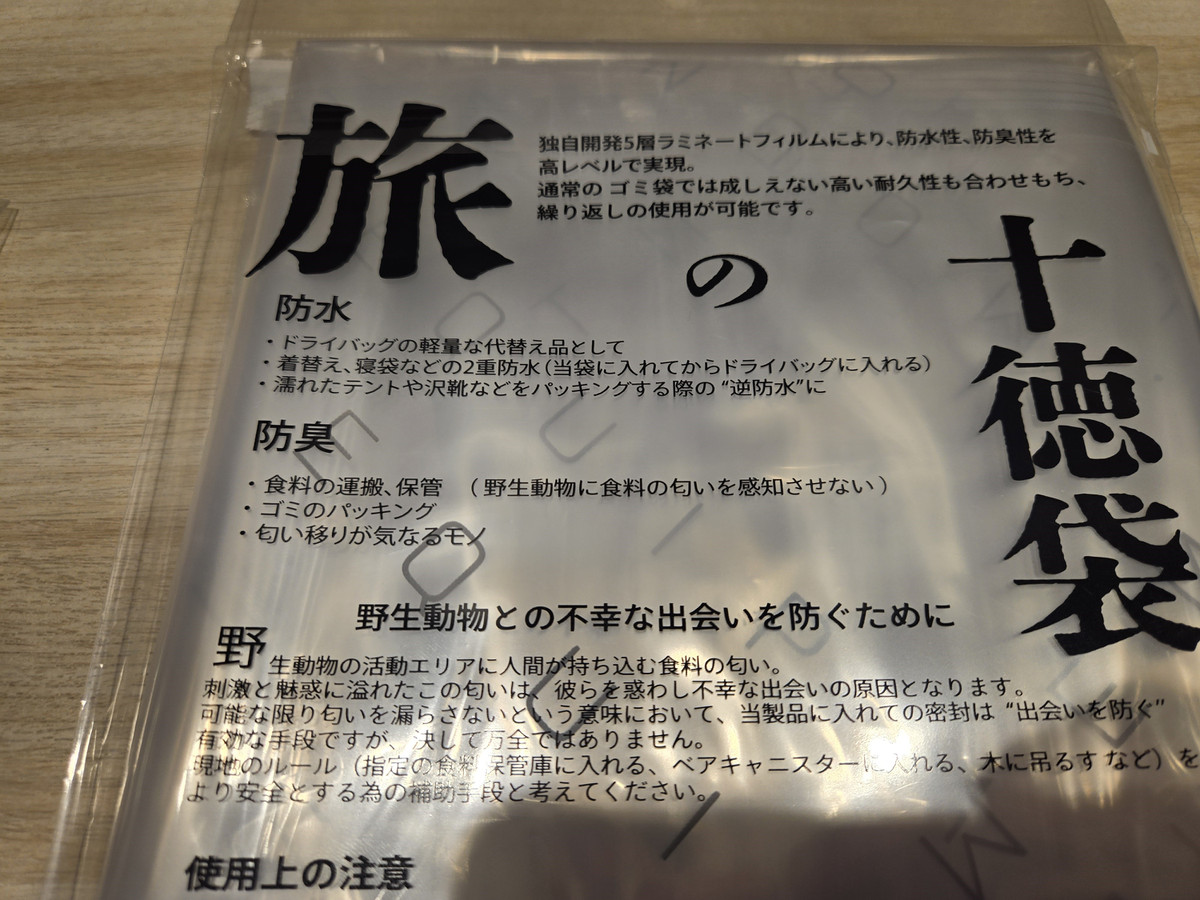 旅の十徳袋
独自開発5層ラミネートフィルムにより、防水性、防臭性を
高レベルで実現。
通常の ゴミ袋では成しえない高い耐久性も合わせもち、
繰り返しの使用が可能です。
防水
・ドライバッグの軽量な代替え品として
・着替え、寝袋などの2重防水（当袋に入れてからドライバッグに入れる）
・濡れたテントや沢靴などをパッキングする際の “逆防水”に
防臭
・食料の運搬、保管 （野生動物に食料の匂いを感知させない）
・ゴミのパッキング
・匂い移りが気なるモノ
野生動物との不幸な出会いを防ぐために
野生動物の活動エリアに人間が持ち込む食料の匂い。
刺激と魅惑に溢れたこの匂いは、彼らを惑わし不幸な出会いの原因となります。
可能な限り匂いを漏らさないという意味において、当製品に入れての密封は “出会いを防ぐ”
有効な手段ですが、決して万全ではありません。
現地のルール（指定の食料保管庫に入れる、ベアキャニスターに入れる、木に吊るす など）を
より安全とする為の補助手段と考えてください。
使用上の注意